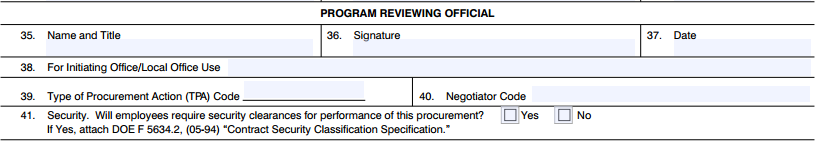 PROGRAM REVIEWING OFFICIAL
35. Name and Title 36. Signature 37. Date
38. For Initiating Office/Local Office Use
39. Type of Procurement Action (TPA) Code 40. Negotiator Code
41. Security. Will employees require security clearances for performance of this procurement? Yes No
If Yes, attach DOE F 5634.2, (05-94) “Contract Security Classification Specification.”